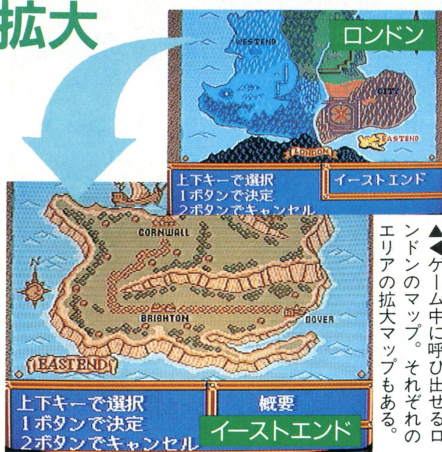 拡大
ロンドン
WESTEND
CITY
EASTEND
LONDON
上下キーで選択
1ボタンで決定
2ボタンでキャンセル
イーストエンド
CORNWALL
BRIGHTON
DOVER
EASTEND
上下キーで選択
1ボタンで決定
2ボタンでキャンセル
概要
イーストエンド
▲◀ゲーム中に呼び出せるロ
ンドンのマップ。それぞれの
エリアの拡大マップもある。